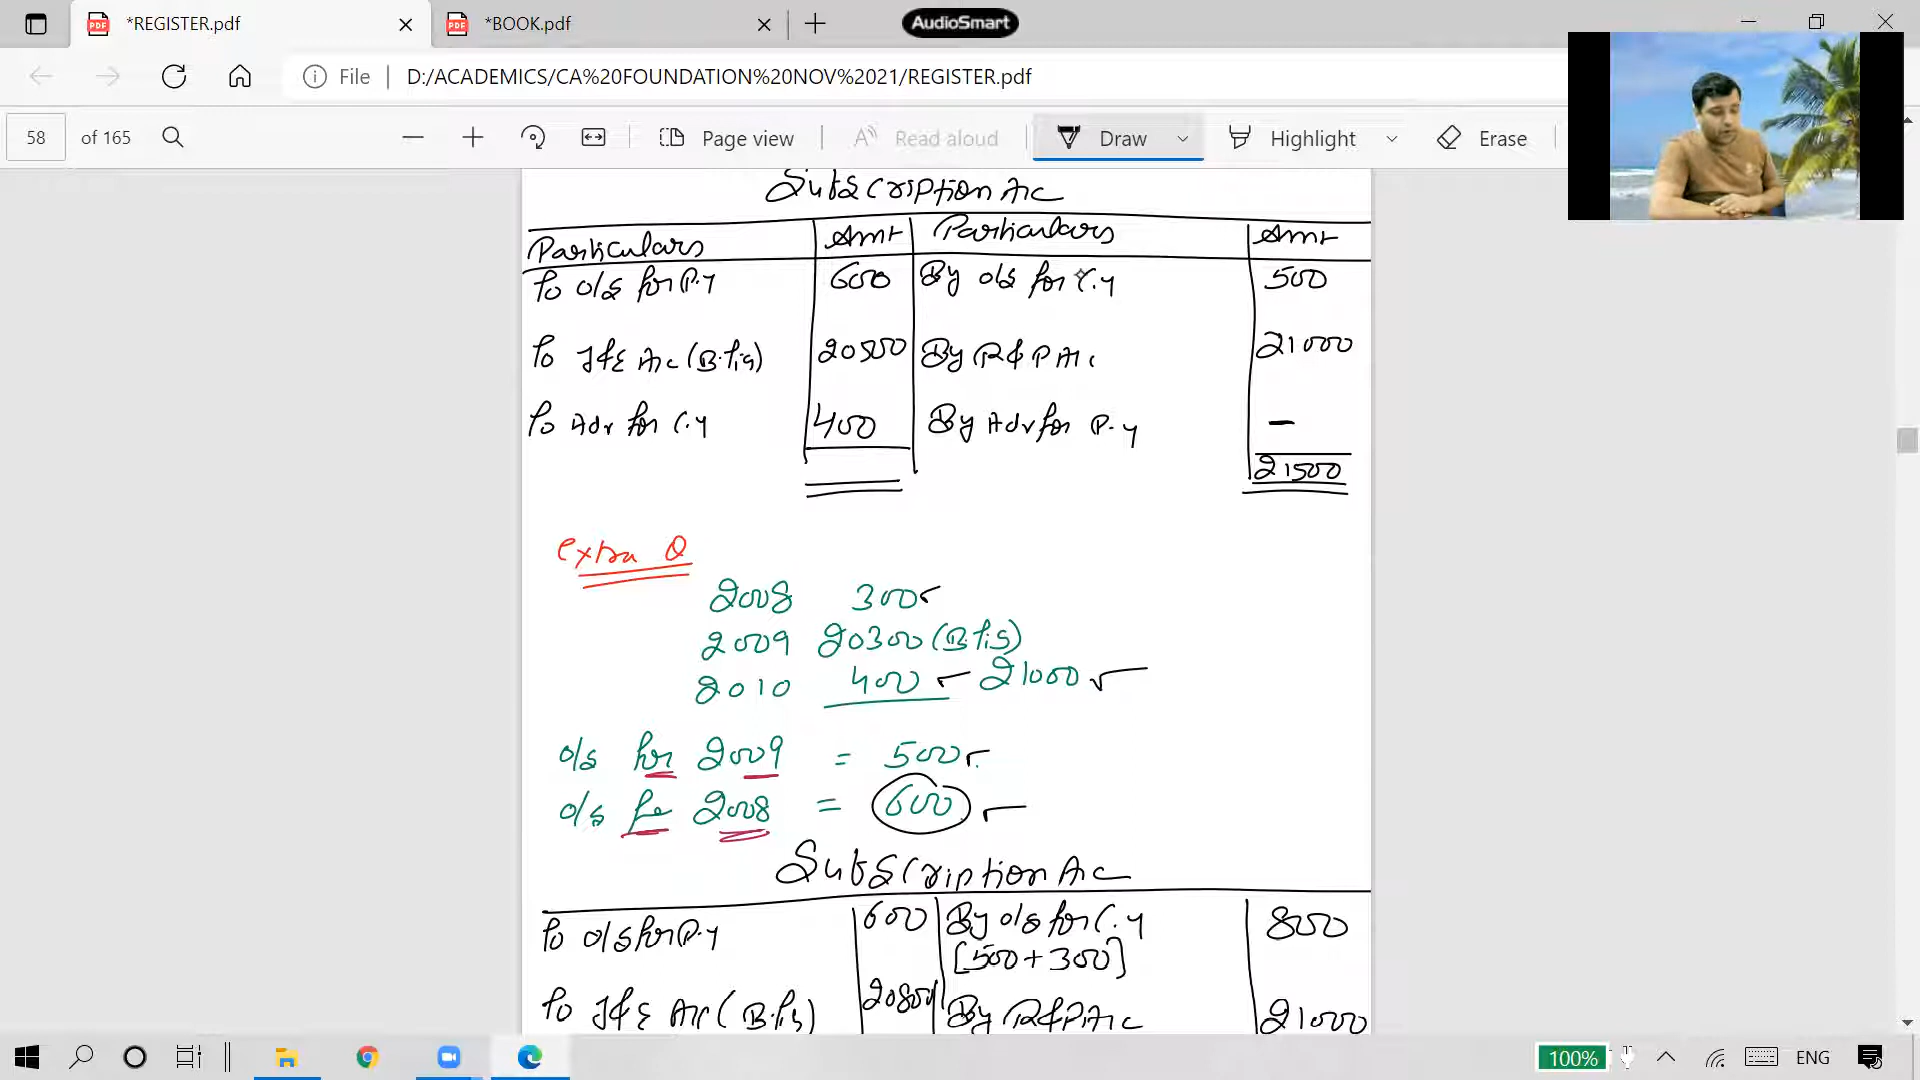 *REGISTER.pdf
*BOOK.pdf
AudioSmart
File
D:/ACADEMICS/CA%20FOUNDATION%20NOV%2021/REGISTER.pdf
58 of 165
Page view
Read aloud
Draw
Highlight
Erase
Subscription A/c
Particulars Amt Particulars Amt
To o/s for P.Y 600 By o/s for C.Y 500
To I&E A/c (B.fig) 20500 By R&P A/c 21000
To Adv for C.Y 400 By Adv for P.Y -
21500
extra Q
2008 300
2009 20300 (B.fig)
2010 400 21000
o/s for 2009 = 500
o/s for 2008 = 600
Subscription A/c
To o/s for P.Y 600 By o/s for C.Y 800
[500+300]
To I&E A/c (B.fig) 20800 By R&P A/c 21000
100%
ENG